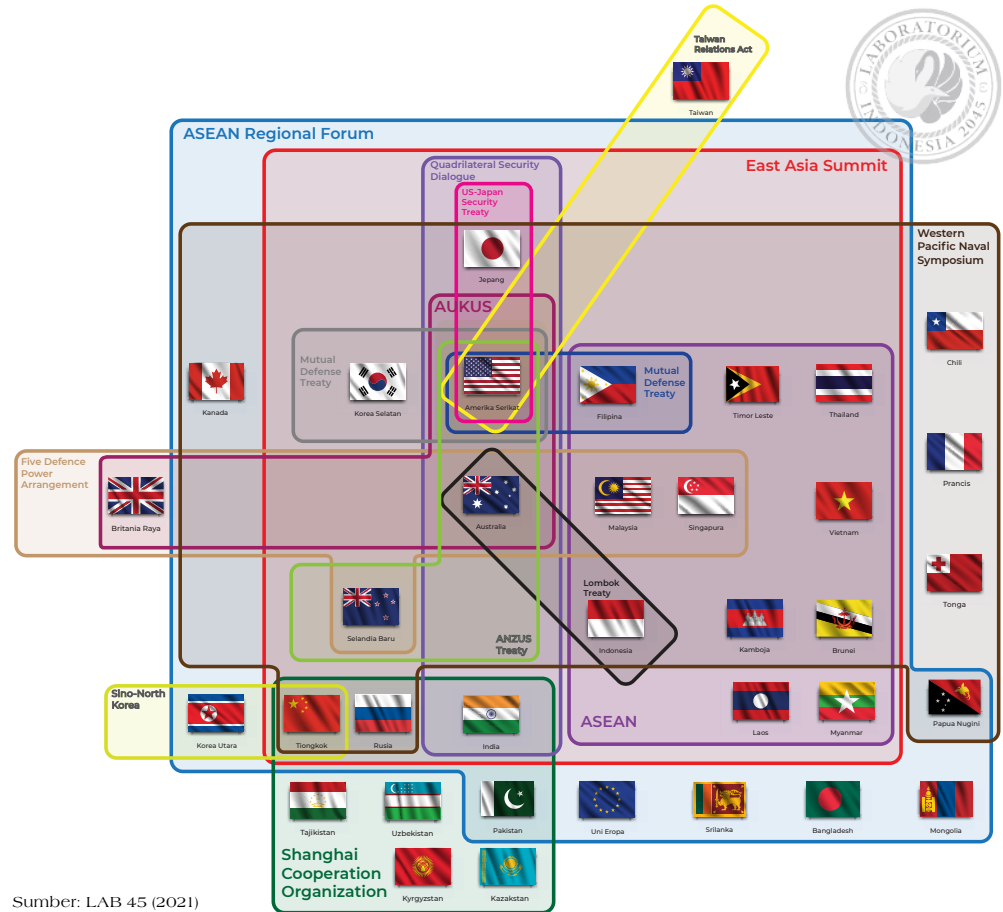 Taiwan
Relations Act
LABORATORIUM
INDONESIA 2045
Taiwan
ASEAN Regional Forum
East Asia Summit
Quadrilateral Security
Dialogue
US-Japan
Security
Treaty
Western
Pacific Naval
Symposium
Jepang
AUKUS
Chili
Mutual
Defense
Treaty
Mutual
Defense
Treaty
Kanada
Korea Selatan
Amerika Serikat
Filipina
Timor Leste
Thailand
Five Defence
Power
Arrangement
Prancis
Britania Raya
Australia
Malaysia
Singapura
Vietnam
Lombok
Treaty
Tonga
Selandia Baru
ANZUS
Treaty
Indonesia
Kamboja
Brunei
Sino-North
Korea
ASEAN
Korea Utara
Tiongkok
Rusia
India
Laos
Myanmar
Papua Nugini
Tajikistan
Uzbekistan
Pakistan
Uni Eropa
Srilanka
Bangladesh
Mongolia
Shanghai
Cooperation
Organization
Kyrgyzstan
Kazakstan
Sumber: LAB 45 (2021)